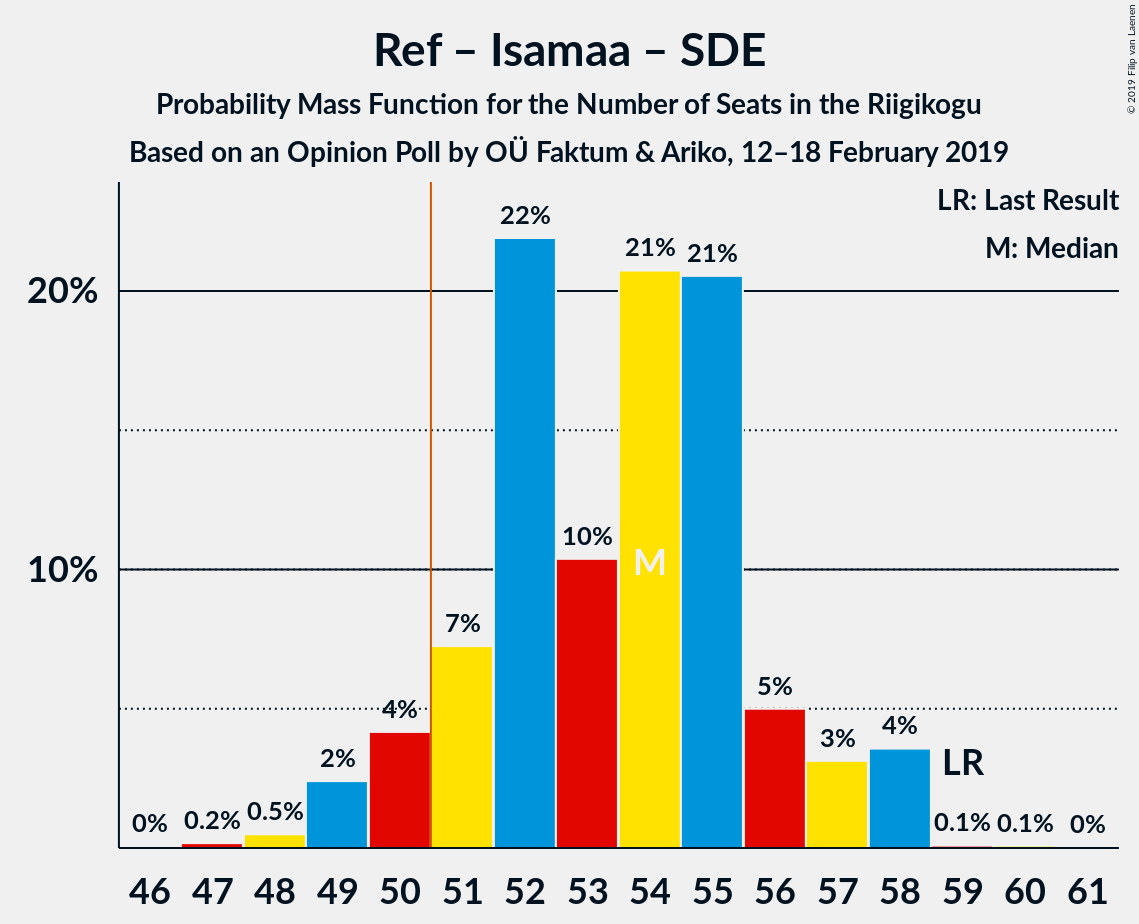 Ref – Isamaa – SDE
Probability Mass Function for the Number of Seats in the Riigikogu
Based on an Opinion Poll by OÜ Faktum & Ariko, 12–18 February 2019
© 2019 Filip van Laenen
LR: Last Result
M: Median
20%
10%
0%
0.2%
0.5%
2%
4%
7%
22%
10%
21%
21%
5%
3%
4%
0.1%
0.1%
0%
M
LR
46 47 48 49 50 51 52 53 54 55 56 57 58 59 60 61